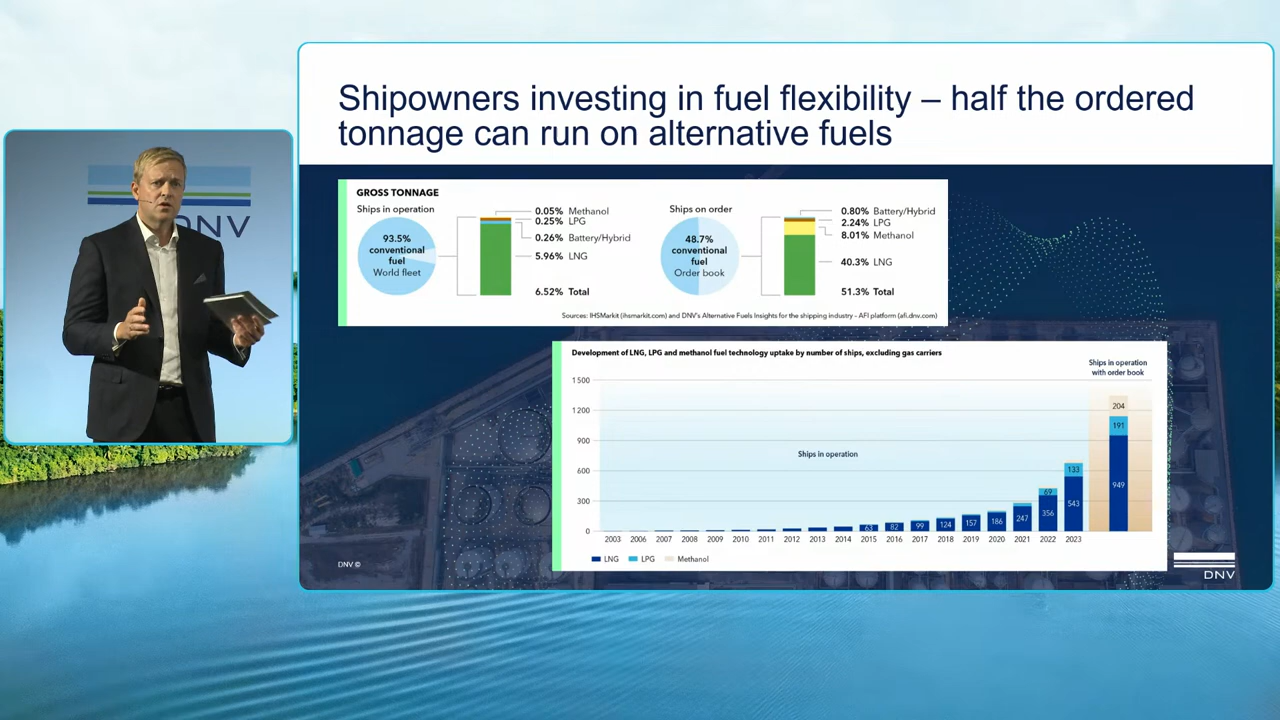 DNV
Shipowners investing in fuel flexibility – half the ordered
tonnage can run on alternative fuels
GROSS TONNAGE
Ships in operation
93.5%
conventional
fuel
World fleet
0.05% Methanol
0.25% LPG
0.26% Battery/Hybrid
5.96% LNG
6.52% Total
Ships on order
48.7%
conventional
fuel
Order book
0.80% Battery/Hybrid
2.24% LPG
8.01% Methanol
40.3% LNG
51.3% Total
Sources: IHSMarkit (ihsmarkit.com) and DNV's Alternative Fuels Insights for the shipping industry - AFI platform (afi.dnv.com)
Development of LNG, LPG and methanol fuel technology uptake by number of ships, excluding gas carriers
Ships in operation
with order book
1 500
1 200
900
600
300
0
Ships in operation
204
191
949
133
543
69
356
247
186
157
124
99
82
63
2003 2006 2007 2008 2009 2010 2011 2012 2013 2014 2015 2016 2017 2018 2019 2020 2021 2022 2023
LNG LPG Methanol
DNV ©
DNV